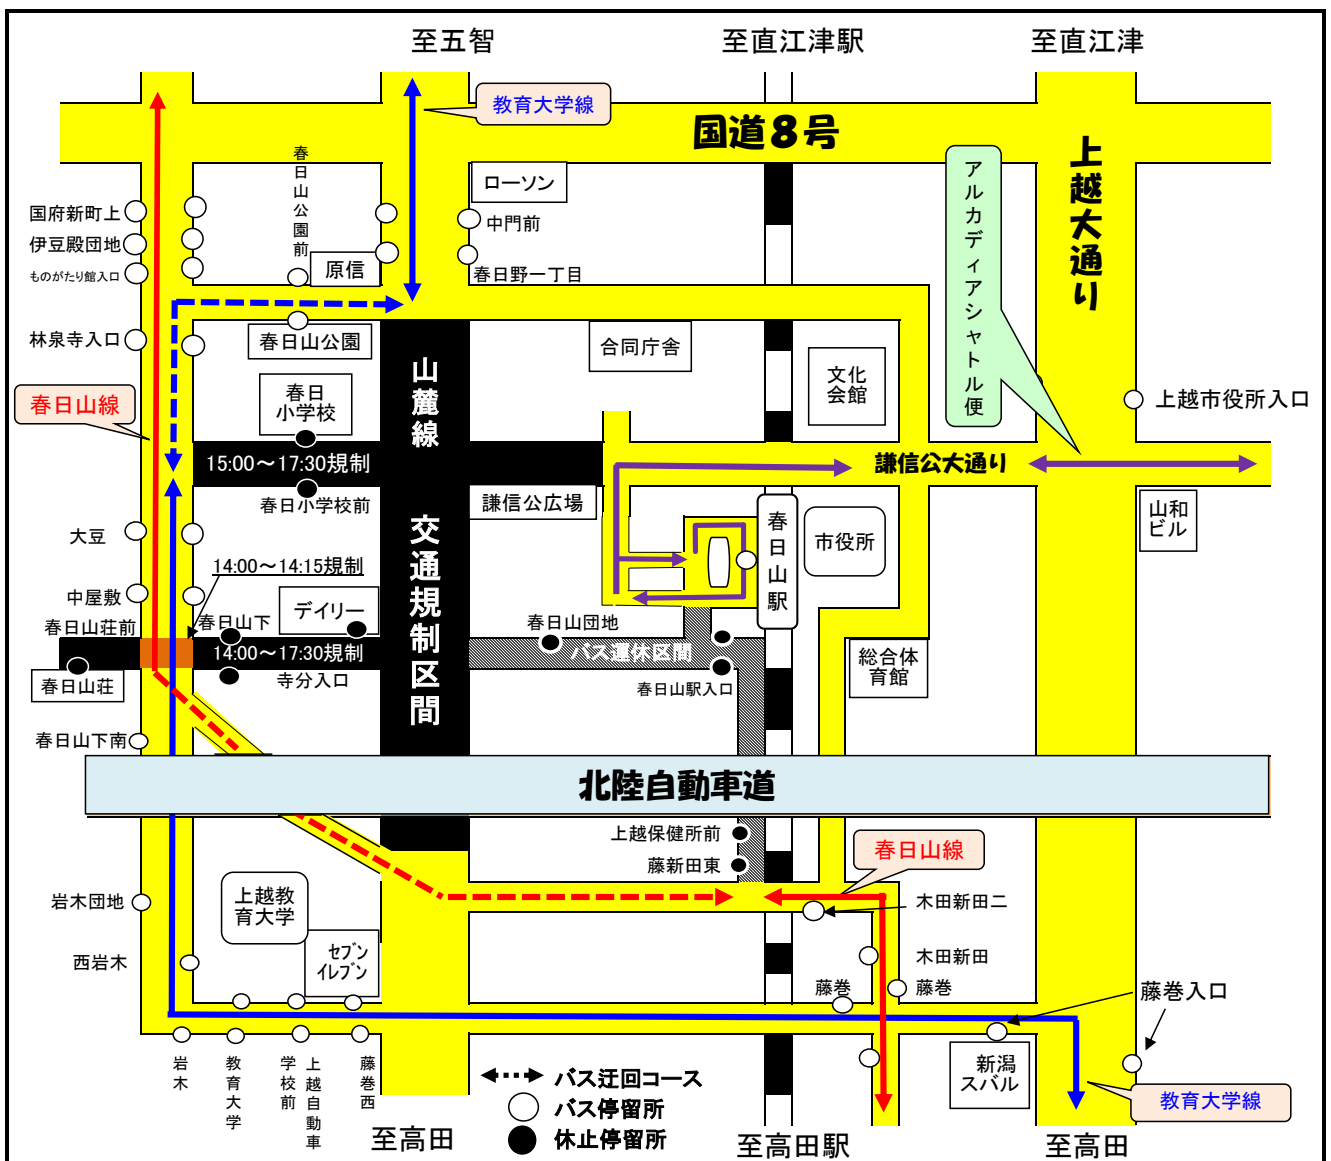 至五智
至直江津駅
至直江津
教育大学線
国道８号
上越大通り
アルカディアシャトル便
春日山公園前
ローソン
国府新町上
伊豆殿団地
ものがたり館入口
中門前
原信
春日野一丁目
林泉寺入口
春日山公園
合同庁舎
文化
会館
山麓線
交通規制区間
春日
小学校
春日山線
上越市役所入口
15:00～17:30規制
謙信公大通り
春日小学校前
謙信公広場
春日山駅
市役所
山和
ビル
大豆
14:00～14:15規制
中屋敷
デイリー
春日山荘前
春日山下
春日山団地
14:00～17:30規制
バス運休区間
総合体
育館
春日山荘
寺分入口
春日山駅入口
春日山下南
北陸自動車道
上越保健所前
藤新田東
春日山線
岩木団地
上越教
育大学
木田新田二
セブン
イレブン
西岩木
木田新田
藤巻
藤巻
藤巻入口
岩木
教育大学
学校前
上越自動車
藤巻西
新潟
スバル
バス迂回コース
バス停留所
休止停留所
教育大学線
至高田
至高田駅
至高田